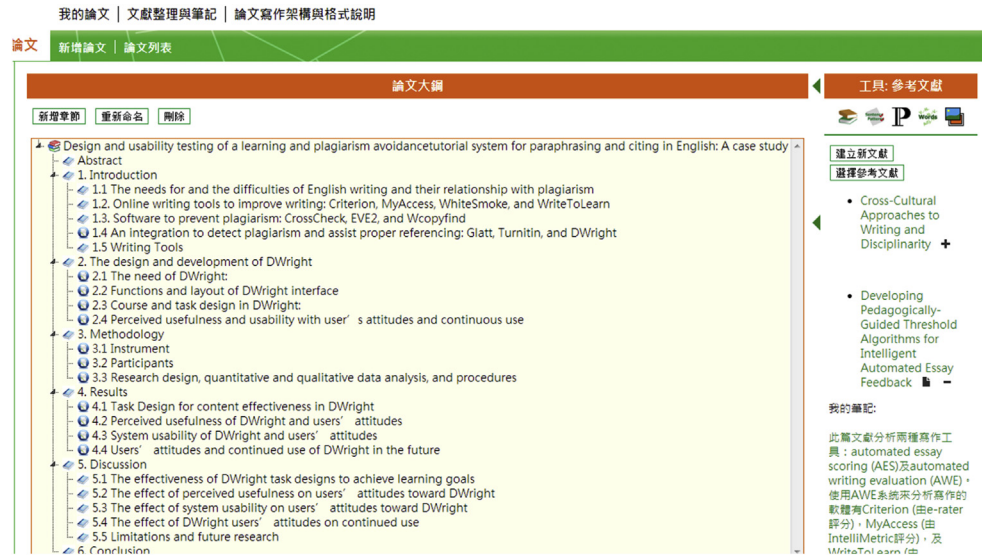 我的論文 | 文獻整理與筆記 | 論文寫作架構與格式說明
論文
新增論文 | 論文列表
論文大綱
新增章節 重新命名 刪除
Design and usability testing of a learning and plagiarism avoidancetutorial system for paraphrasing and citing in English: A case study
Abstract
1. Introduction
1.1 The needs for and the difficulties of English writing and their relationship with plagiarism
1.2. Online writing tools to improve writing: Criterion, MyAccess, WhiteSmoke, and WriteToLearn
1.3. Software to prevent plagiarism: CrossCheck, EVE2, and Wcopyfind
1.4 An integration to detect plagiarism and assist proper referencing: Glatt, Turnitin, and DWright
1.5 Writing Tools
2. The design and development of DWright
2.1 The need of DWright:
2.2 Functions and layout of DWright interface
2.3 Course and task design in DWright:
2.4 Perceived usefulness and usability with user's attitudes and continuous use
3. Methodology
3.1 Instrument
3.2 Participants
3.3 Research design, quantitative and qualitative data analysis, and procedures
4. Results
4.1 Task Design for content effectiveness in DWright
4.2 Perceived usefulness of DWright and users' attitudes
4.3 System usability of DWright and users' attitudes
4.4 Users' attitudes and continued use of DWright in the future
5. Discussion
5.1 The effectiveness of DWright task designs to achieve learning goals
5.2 The effect of perceived usefulness on users' attitudes toward DWright
5.3 The effect of system usability on users' attitudes toward DWright
5.4 The effect of DWright users' attitudes on continued use
5.5 Limitations and future research
6. Conclusion
工具: 參考文獻
P Words
建立新文獻
選擇參考文獻
Cross-Cultural
Approaches to
Writing and
Disciplinarity
Developing
Pedagogically-
Guided Threshold
Algorithms for
Intelligent
Automated Essay
Feedback
我的筆記:
此篇文獻分析兩種寫作工
具：automated essay
scoring (AES)及automated
writing evaluation (AWE)。
使用AWE系統來分析寫作的
軟體有Criterion (由e-rater
評分)，MyAccess (由
IntelliMetric評分)，及
WriteToLearn (由